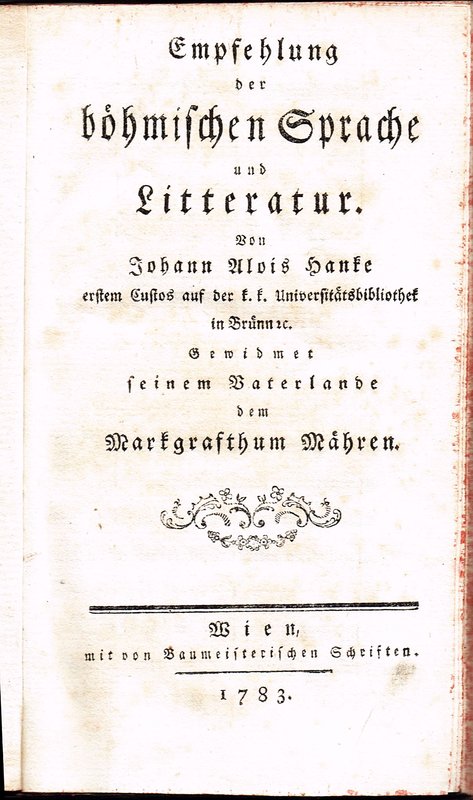 Empfehlung
der
böhmiſchen Sprache
und
Litteratur.
Von
Johann Alois Hanke
erſtem Cuſtos auf der k. k. Univerſitätsbibliothek
in Brünn ꝛc.
Gewidmet
ſeinem Vaterlande
dem
Markgrafthum Mähren.
Wien,
mit von Baumeiſteriſchen Schriften.
1783.